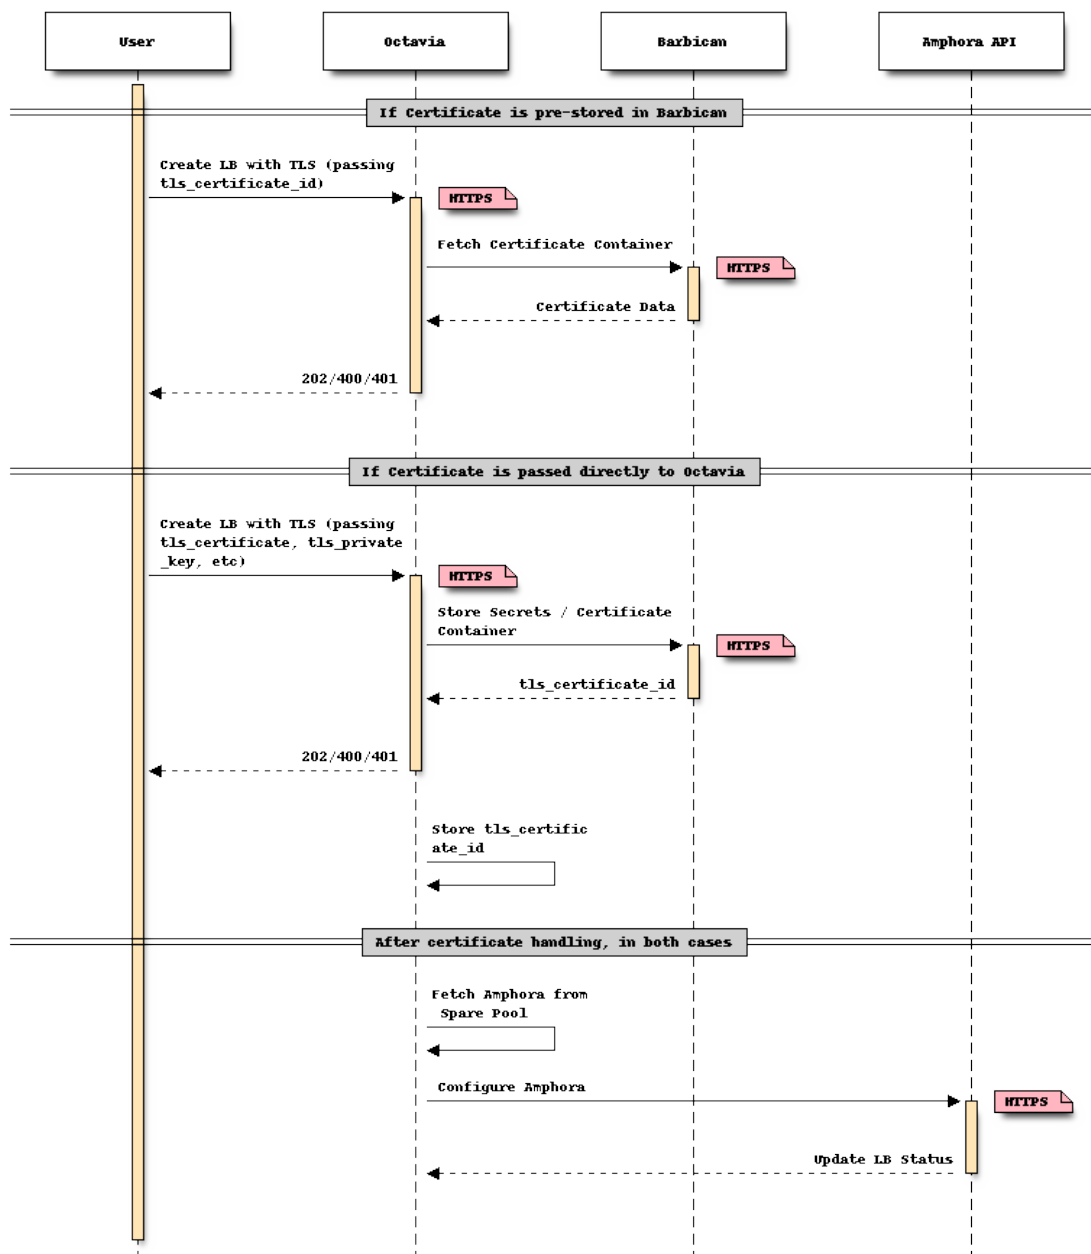 User
Octavia
Barbican
Amphora API
If Certificate is pre-stored in Barbican
Create LB with TLS (passing
tls_certificate_id)
HTTPS
Fetch Certificate Container
HTTPS
Certificate Data
202/400/401
If Certificate is passed directly to Octavia
Create LB with TLS (passing
tls_certificate, tls_private
_key, etc)
HTTPS
Store Secrets / Certificate
Container
HTTPS
tls_certificate_id
202/400/401
Store tls_certific
ate_id
After certificate handling, in both cases
Fetch Amphora from
Spare Pool
Configure Amphora
HTTPS
Update LB Status